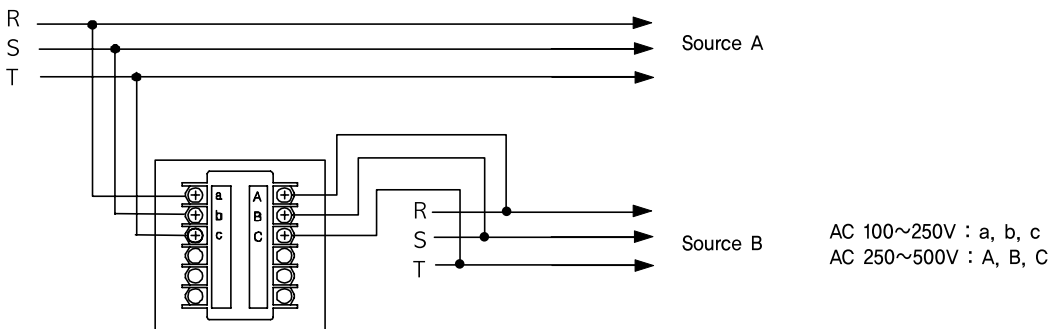 R
S
T
Source A
a A
b B
c C
R
S
T
Source B
AC 100~250V : a, b, c
AC 250~500V : A, B, C